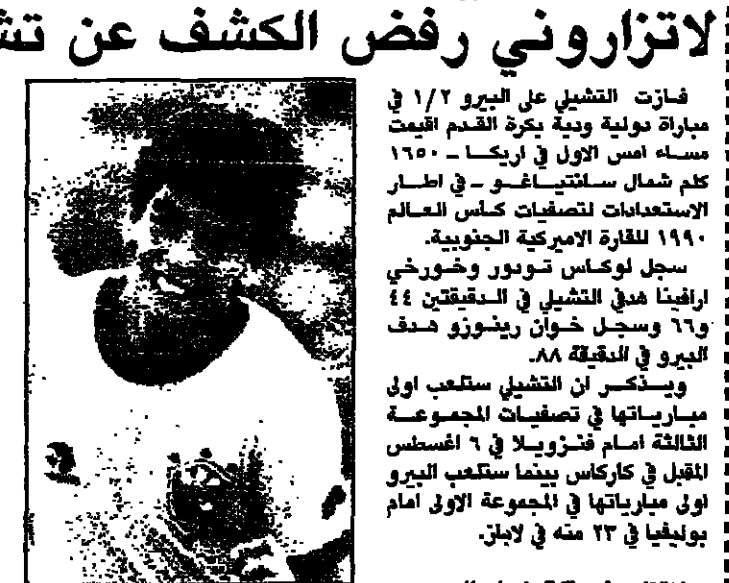 لاتزاروني رفض الكشف عن
فازت التشيلي على البيرو ١/٢ في
مباراة دولية ودية بكرة القدم اقيمت
مساء امس الاول في اريكا - ١٦٥٠
كلم شمال سانتياغو - في اطار
الاستعدادات لتصفيات كأس العالم
١٩٩٠ للقارة الاميركية الجنوبية.
سجل لوكاس تودور وخورخي
ارافينا هدفي التشيلي في الدقيقتين ٤٤
و٦٦ وسجل خوان رينوزو هدف
البيرو في الدقيقة ٨٨.
ويذكر ان التشيلي ستلعب اولى
مبارياتها في تصفيات المجموعة
الثالثة امام فنزويلا في ٦ اغسطس
المقبل في كاركاس بينما ستلعب البيرو
اولى مبارياتها في المجموعة الاولى امام
بوليفيا في ٢٣ منه في لاباز.